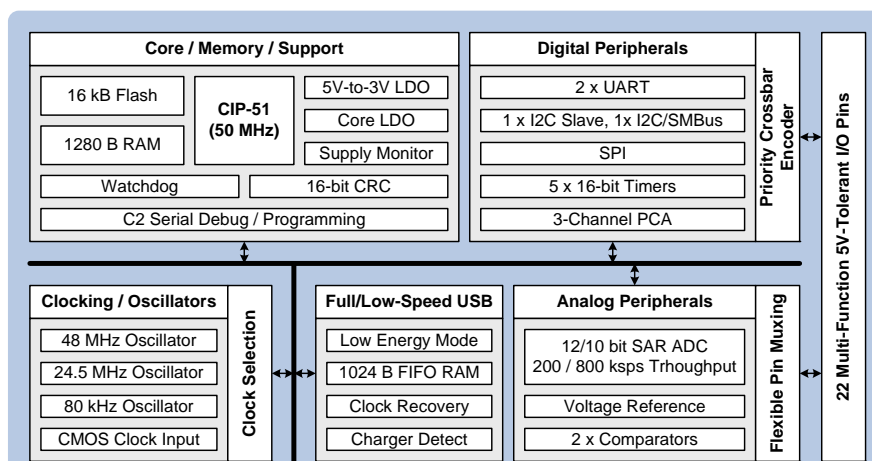 Core / Memory / Support
16 kB Flash
1280 B RAM
CIP-51
(50 MHz)
5V-to-3V LDO
Core LDO
Supply Monitor
Watchdog
16-bit CRC
C2 Serial Debug / Programming
Digital Peripherals
2 x UART
1 x I2C Slave, 1x I2C/SMBus
SPI
5 x 16-bit Timers
3-Channel PCA
Priority Crossbar
Encoder
22 Multi-Function 5V-Tolerant I/O Pins
Clocking / Oscillators
48 MHz Oscillator
24.5 MHz Oscillator
80 kHz Oscillator
CMOS Clock Input
Clock Selection
Full/Low-Speed USB
Low Energy Mode
1024 B FIFO RAM
Clock Recovery
Charger Detect
Analog Peripherals
12/10 bit SAR ADC
200 / 800 ksps Trhoughput
Voltage Reference
2 x Comparators
Flexible Pin Muxing